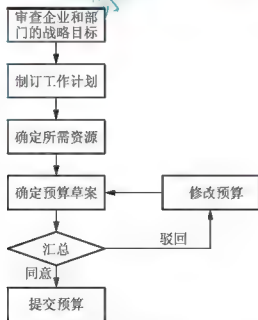 审查企业和部
门的战略目标
制订工作计划
确定所需资源
确定预算草案
修改预算
汇总
驳回
同意
提交预算